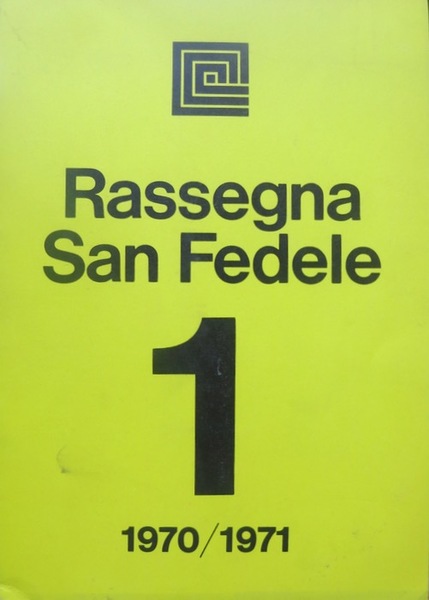 Rassegna
San Fedele
1
1970/1971